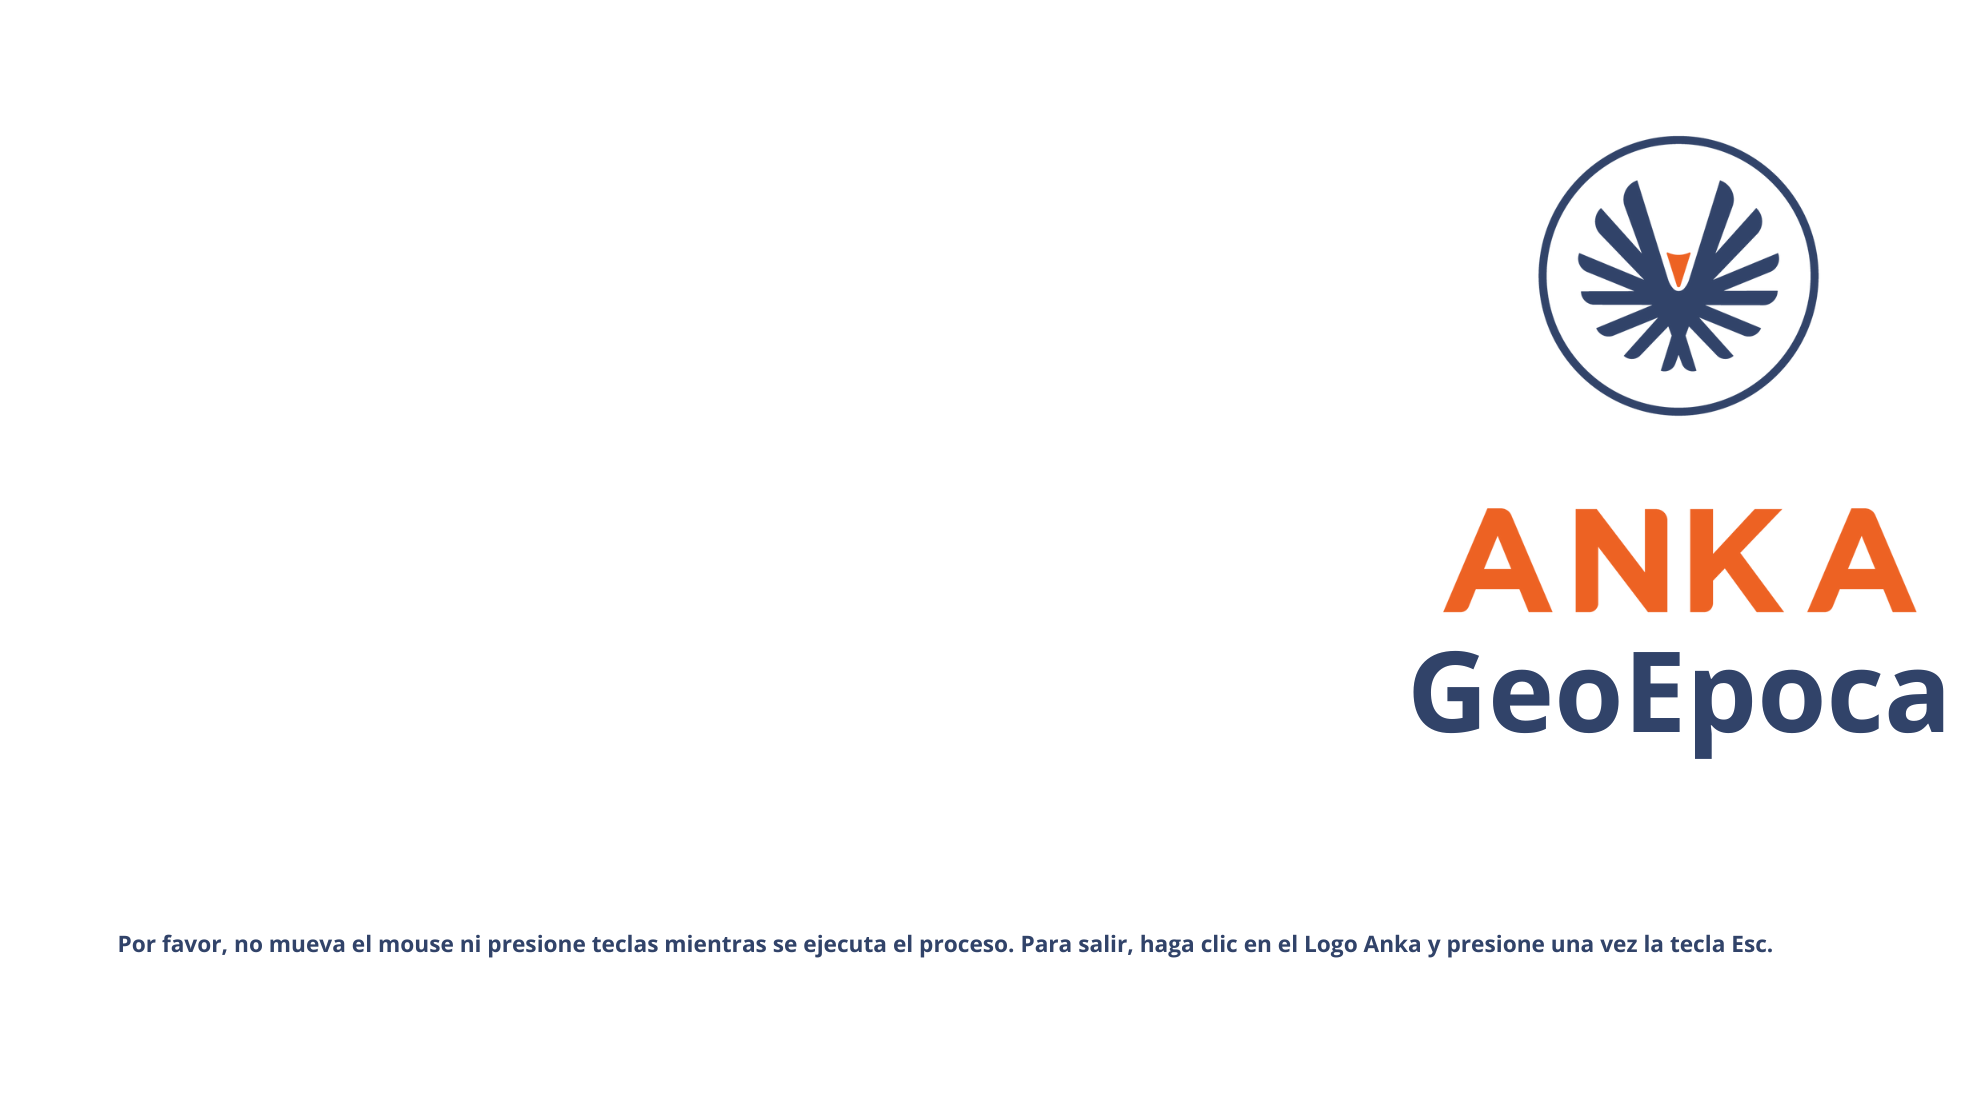 ANKA
GeoEpoca
Por favor, no mueva el mouse ni presione teclas mientras se ejecuta el proceso. Para salir, haga clic en el Logo Anka y presione una vez la tecla Esc.